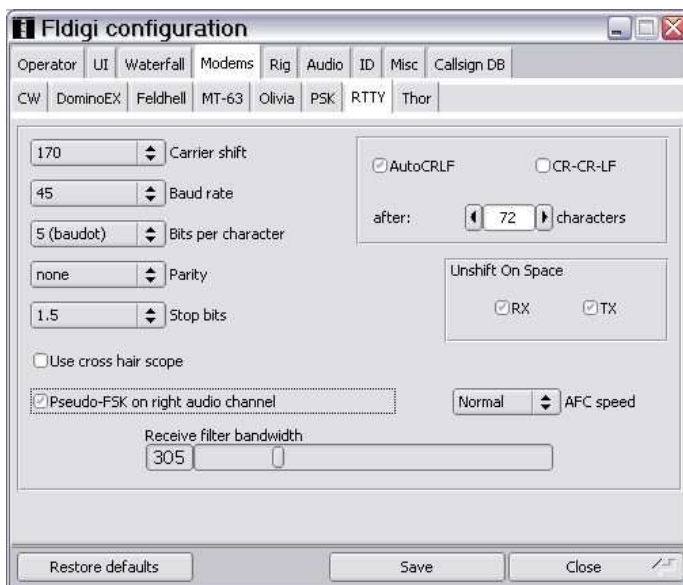 Fldigi configuration
Operator UI Waterfall Modems Rig Audio ID Misc Callsign DB
CW DominoEX Feldhell MT-63 Olivia PSK RTTY Thor
170 Carrier shift
45 Baud rate
5 (baudot) Bits per character
none Parity
1.5 Stop bits
Use cross hair scope
Pseudo-FSK on right audio channel
AutoCRLF CR-CR-LF
after: 72 characters
Unshift On Space
RX TX
Normal AFC speed
Receive filter bandwidth
305
Restore defaults Save Close